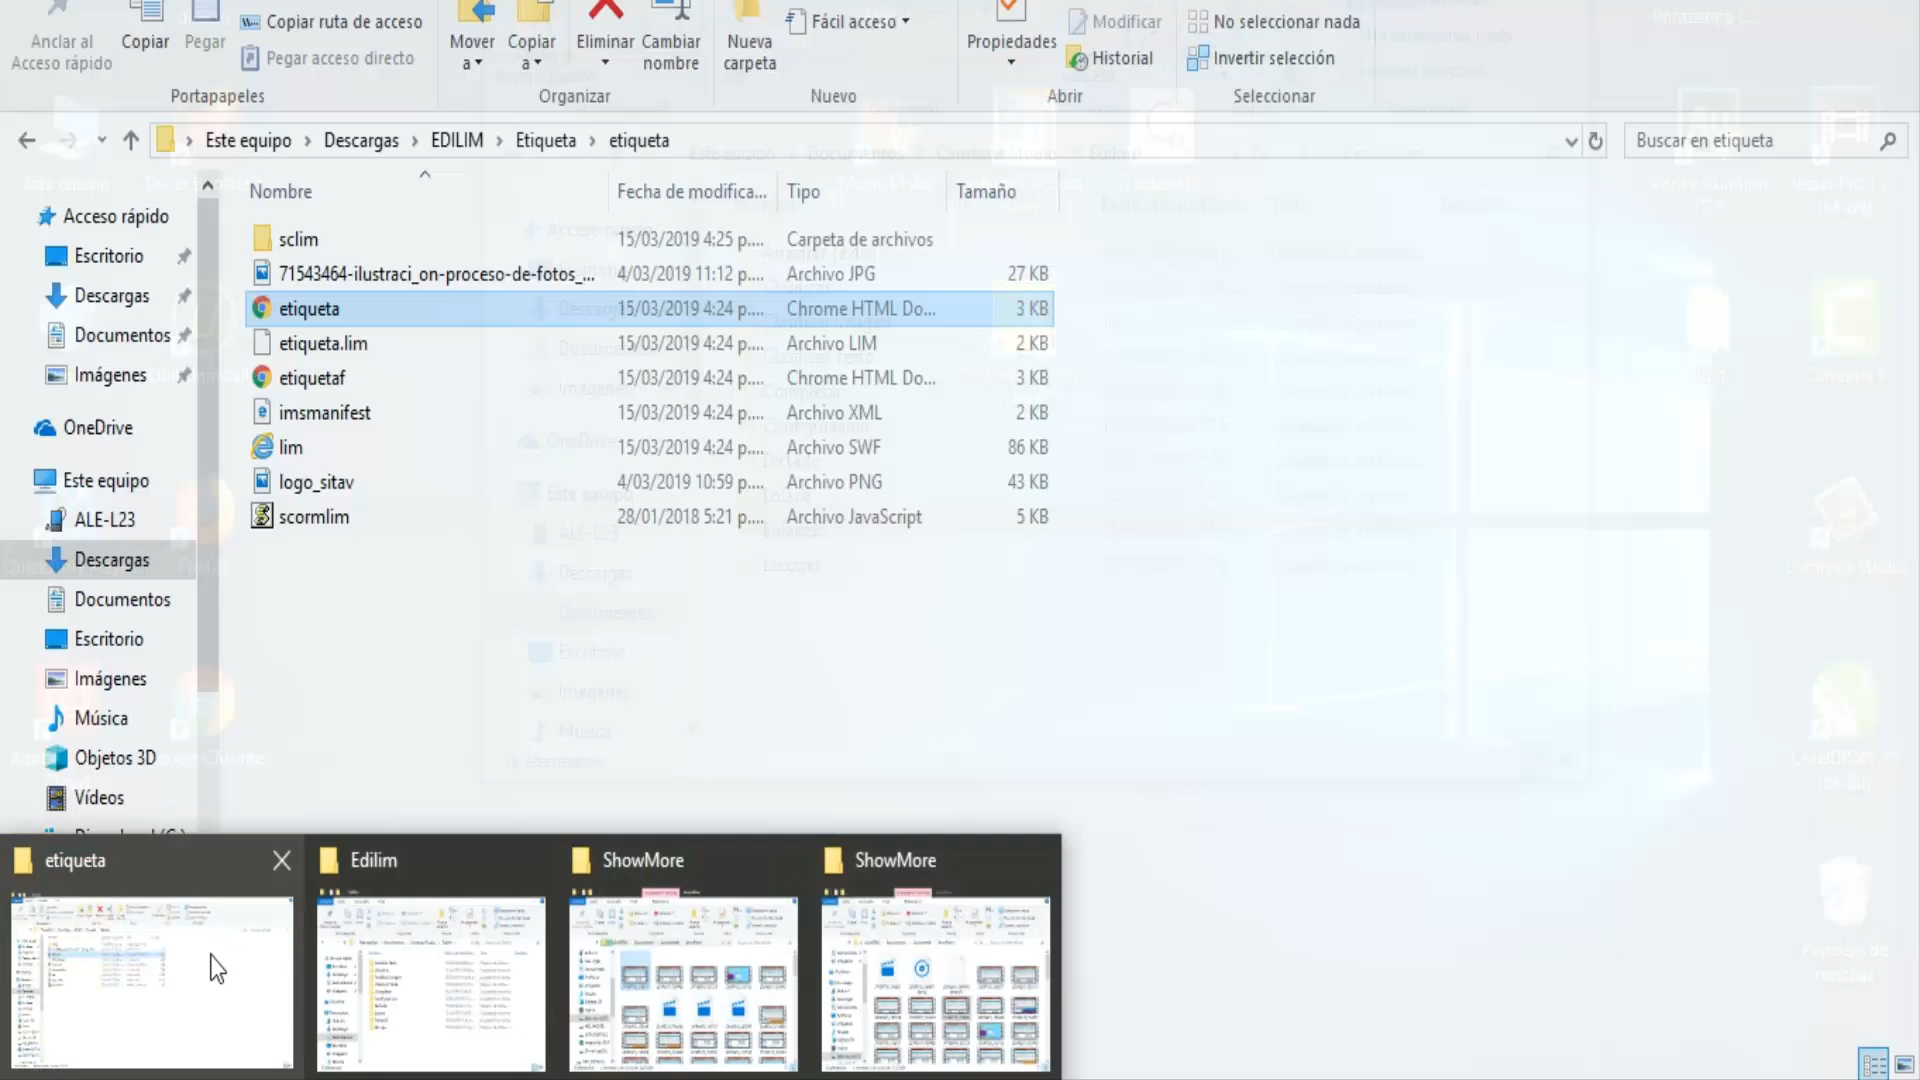 Anclar al
Acceso rápido
Copiar
Pegar
Copiar ruta de acceso
Pegar acceso directo
Portapapeles
Mover
a
Copiar
a
Eliminar
Cambiar
nombre
Organizar
Nueva
carpeta
Fácil acceso
Nuevo
Propiedades
Modificar
Historial
Abrir
No seleccionar nada
Invertir selección
Seleccionar
Este equipo > Descargas > EDILIM > Etiqueta > etiqueta
Buscar en etiqueta
Nombre Fecha de modifica... Tipo Tamaño
sclim 15/03/2019 4:25 p.... Carpeta de archivos
71543464-ilustraci_on-proceso-de-fotos_... 4/03/2019 11:12 p.... Archivo JPG 27 KB
etiqueta 15/03/2019 4:24 p.... Chrome HTML Do... 3 KB
etiqueta.lim 15/03/2019 4:24 p.... Archivo LIM 2 KB
etiquetaf 15/03/2019 4:24 p.... Chrome HTML Do... 3 KB
imsmanifest 15/03/2019 4:24 p.... Archivo XML 2 KB
lim 15/03/2019 4:24 p.... Archivo SWF 86 KB
logo_sitav 4/03/2019 10:59 p.... Archivo PNG 43 KB
scormlim 28/01/2018 5:21 p.... Archivo JavaScript 5 KB
Acceso rápido
Escritorio
Descargas
Documentos
Imágenes
OneDrive
Este equipo
ALE-L23
Descargas
Documentos
Escritorio
Imágenes
Música
Objetos 3D
Vídeos
etiqueta
Edilim
ShowMore
ShowMore